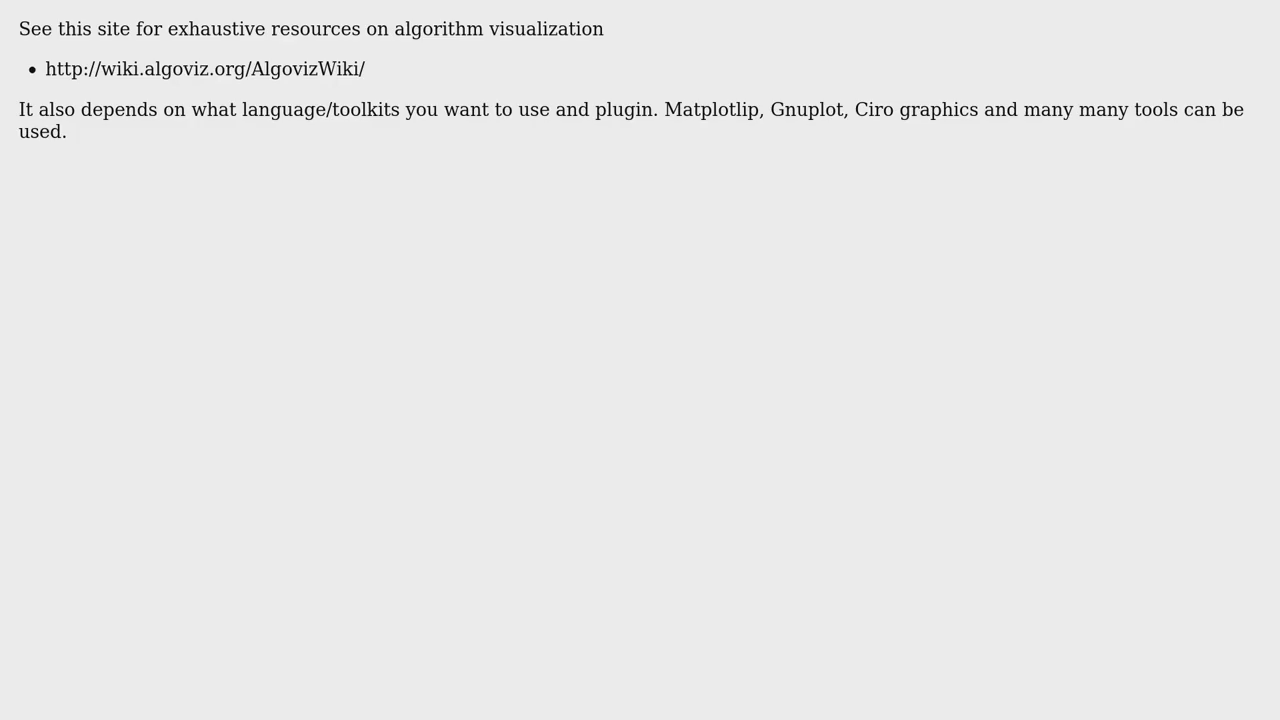 See this site for exhaustive resources on algorithm visualization
• http://wiki.algoviz.org/AlgovizWiki/
It also depends on what language/toolkits you want to use and plugin. Matplotlip, Gnuplot, Ciro graphics and many many tools can be
used.